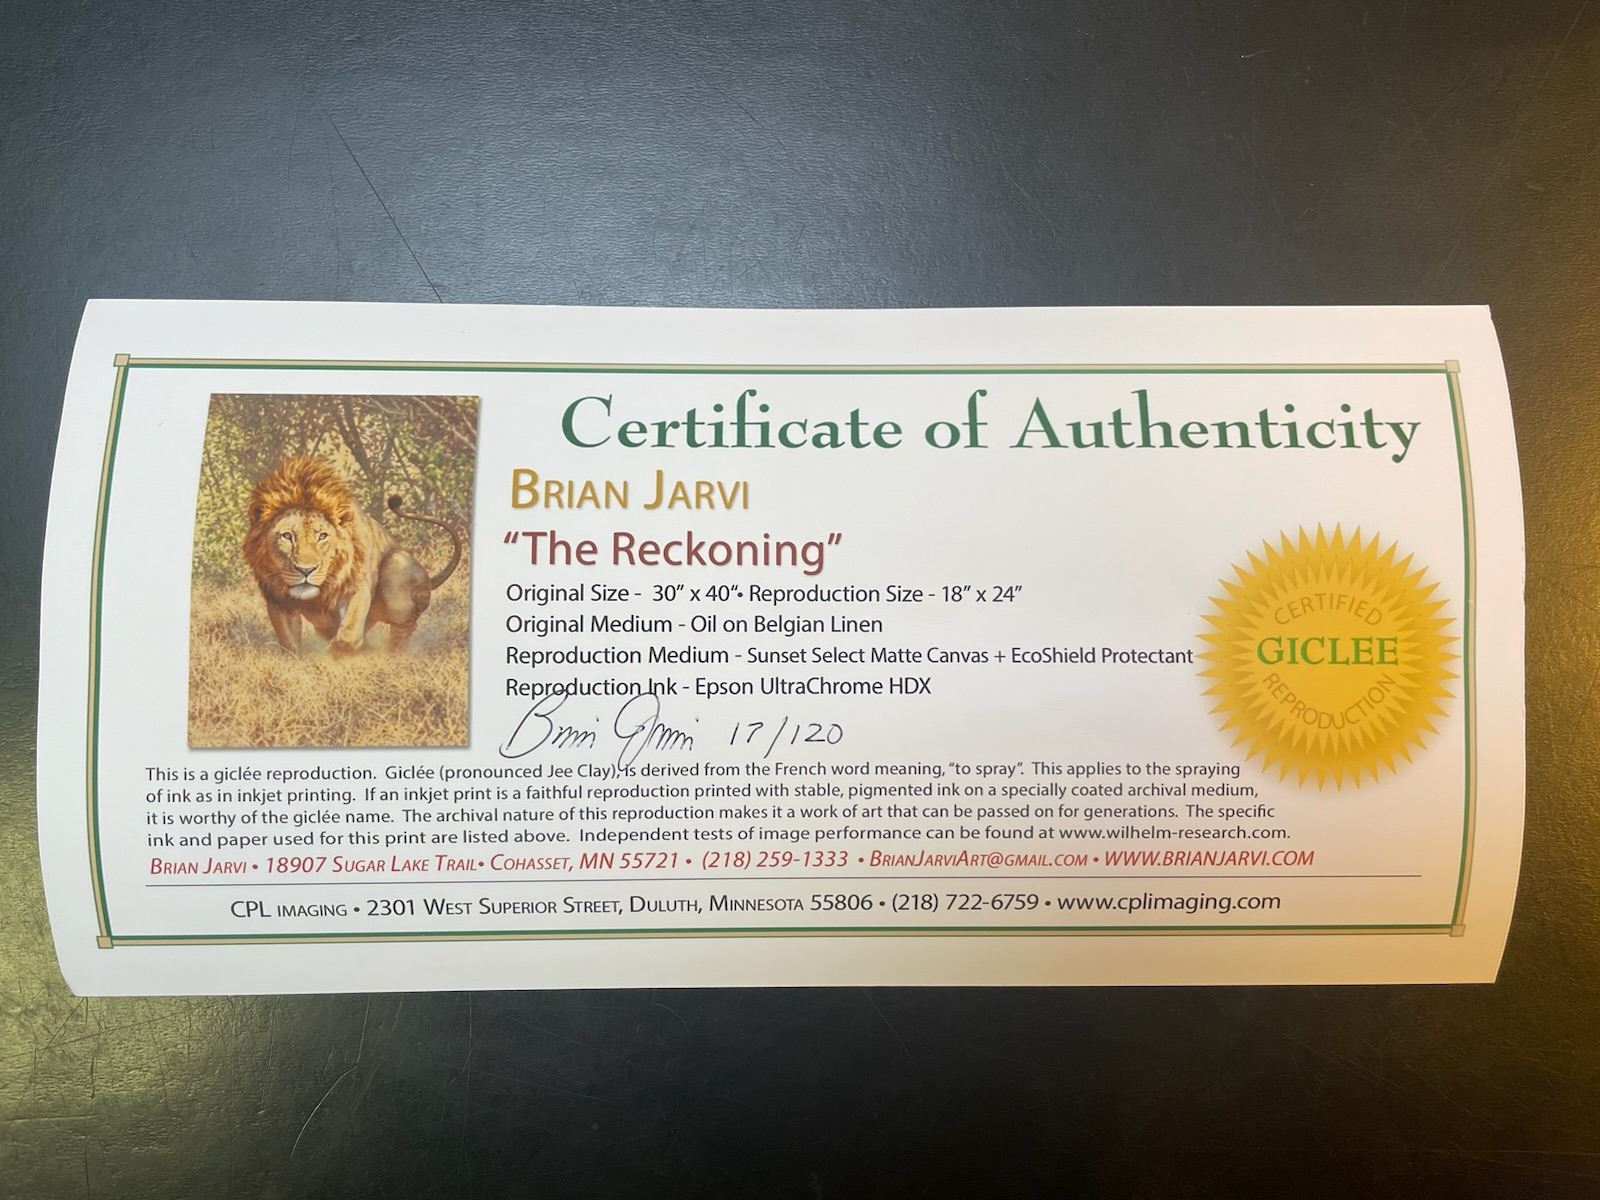 Certificate of Authenticity
BRIAN JARVI
“The Reckoning”
Original Size - 30” x 40“• Reproduction Size - 18” x 24”
Original Medium - Oil on Belgian Linen
Reproduction Medium - Sunset Select Matte Canvas + EcoShield Protectant
Reproduction Ink - Epson UltraChrome HDX
Brian Jarvi 17/120
CERTIFIED
GICLEE
REPRODUCTION
This is a giclée reproduction. Giclée (pronounced Jee Clay), is derived from the French word meaning, “to spray”. This applies to the spraying
of ink as in inkjet printing. If an inkjet print is a faithful reproduction printed with stable, pigmented ink on a specially coated archival medium,
it is worthy of the giclée name. The archival nature of this reproduction makes it a work of art that can be passed on for generations. The specific
ink and paper used for this print are listed above. Independent tests of image performance can be found at www.wilhelm-research.com.
BRIAN JARVI • 18907 SUGAR LAKE TRAIL• COHASSET, MN 55721 • (218) 259-1333 • BRIANJARVIART@GMAIL.COM • WWW.BRIANJARVI.COM
CPL IMAGING • 2301 WEST SUPERIOR STREET, DULUTH, MINNESOTA 55806 • (218) 722-6759 • www.cplimaging.com